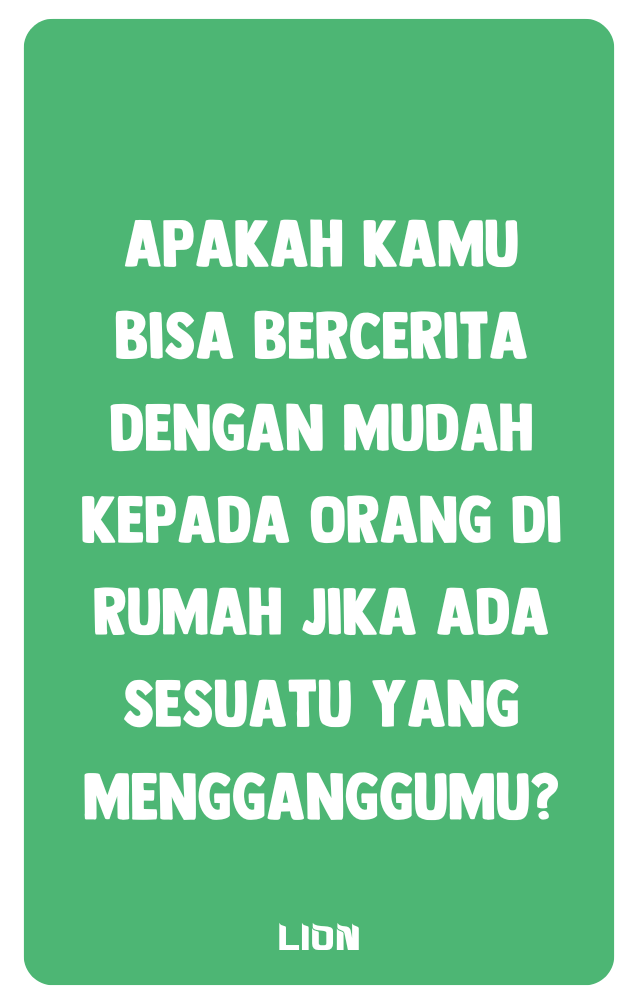 APAKAH KAMU
BISA BERCERITA
DENGAN MUDAH
KEPADA ORANG DI
RUMAH JIKA ADA
SESUATU YANG
MENGGANGGUMU?
LION